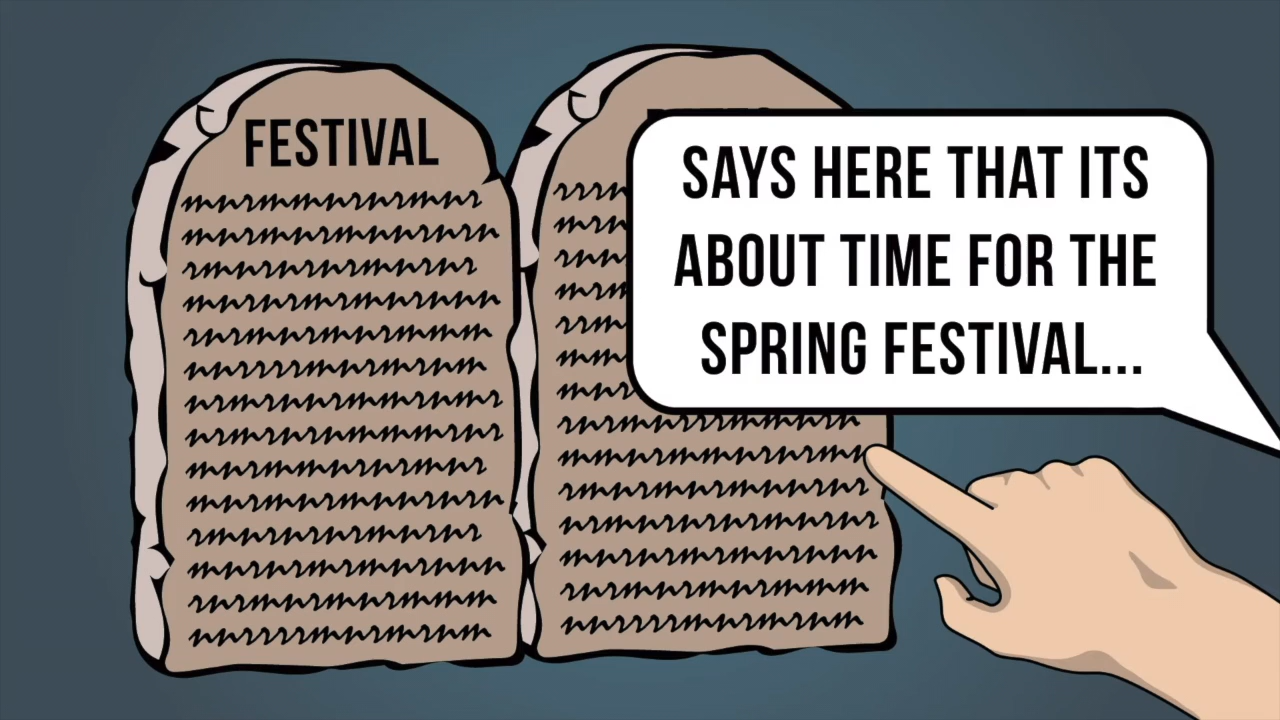 FESTIVAL
SAYS HERE THAT ITS
ABOUT TIME FOR THE
SPRING FESTIVAL...